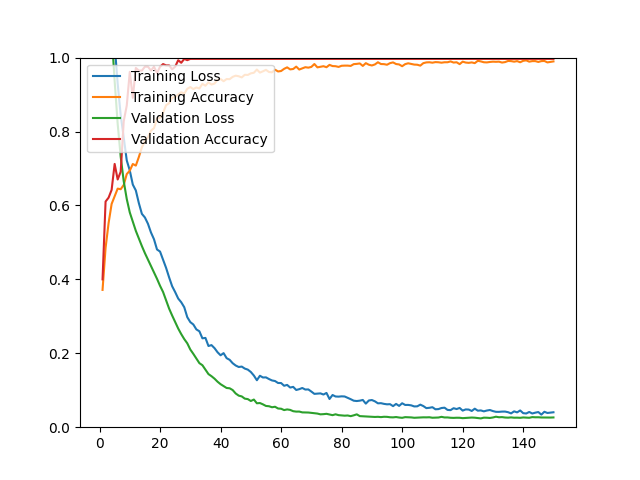 1.0
0.8
0.6
0.4
0.2
0.0
Training Loss
Training Accuracy
Validation Loss
Validation Accuracy
0 20 40 60 80 100 120 140